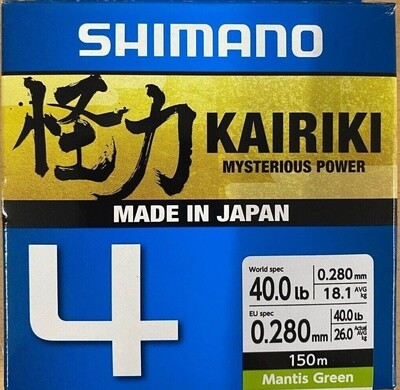 SHIMANO
怪力 KAIRIKI
MYSTERIOUS POWER
MADE IN JAPAN
4
World spec
40.0 lb
0.280 mm
18.1 AVG kg
EU spec
0.280 mm
40.0 lb
26.0 Actual AVG kg
150m
Mantis Green